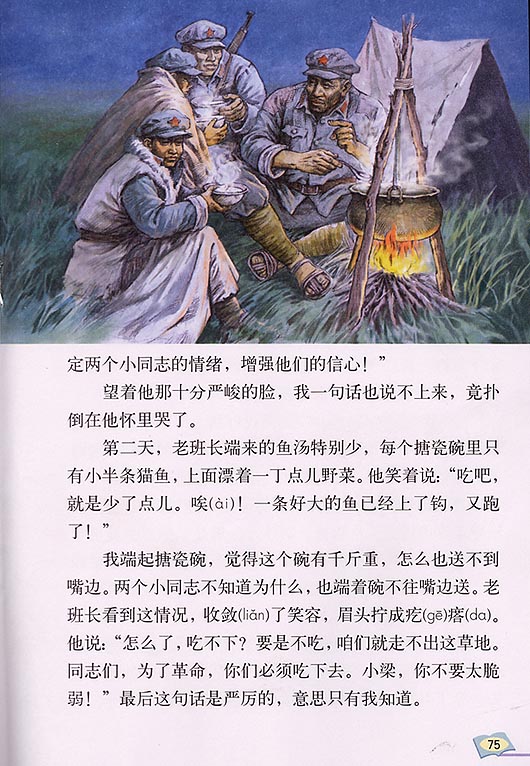 定两个小同志的情绪，增强他们的信心！”
望着他那十分严峻的脸，我一句话也说不上来，竟扑
倒在他怀里哭了。
第二天，老班长端来的鱼汤特别少，每个搪瓷碗里只
有小半条猫鱼，上面漂着一丁点儿野菜。他笑着说：“吃吧，
就是少了点儿。唉(ài)！一条好大的鱼已经上了钩，又跑
了！”
我端起搪瓷碗，觉得这个碗有千斤重，怎么也送不到
嘴边。两个小同志不知道为什么，也端着碗不往嘴边送。老
班长看到这情况，收敛(liǎn)了笑容，眉头拧成疙(gē)瘩(da)。
他说：“怎么了，吃不下？要是不吃，咱们就走不出这草地。
同志们，为了革命，你们必须吃下去。小梁，你不要太脆
弱！”最后这句话是严厉的，意思只有我知道。
75